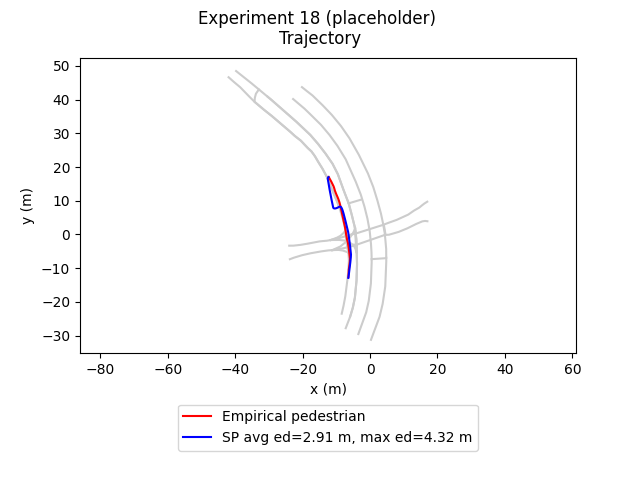 Experiment 18 (placeholder)
Trajectory
50
40
30
20
10
0
−10
−20
−30
y (m)
−80
−60
−40
−20
0
20
40
60
x (m)
Empirical pedestrian
SP avg ed=2.91 m, max ed=4.32 m